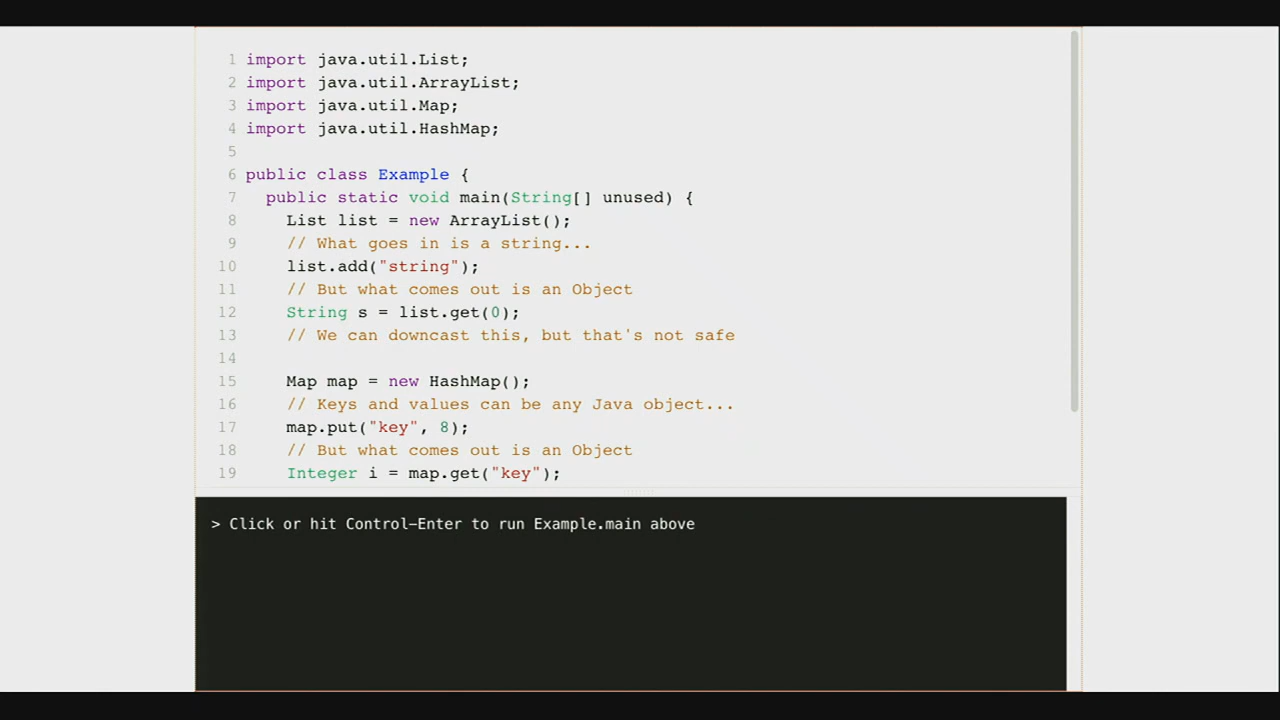 1 import java.util.List;
2 import java.util.ArrayList;
3 import java.util.Map;
4 import java.util.HashMap;
5
6 public class Example {
7   public static void main(String[] unused) {
8     List list = new ArrayList();
9     // What goes in is a string...
10     list.add("string");
11     // But what comes out is an Object
12     String s = list.get(0);
13     // We can downcast this, but that's not safe
14
15     Map map = new HashMap();
16     // Keys and values can be any Java object...
17     map.put("key", 8);
18     // But what comes out is an Object
19     Integer i = map.get("key");
> Click or hit Control-Enter to run Example.main above